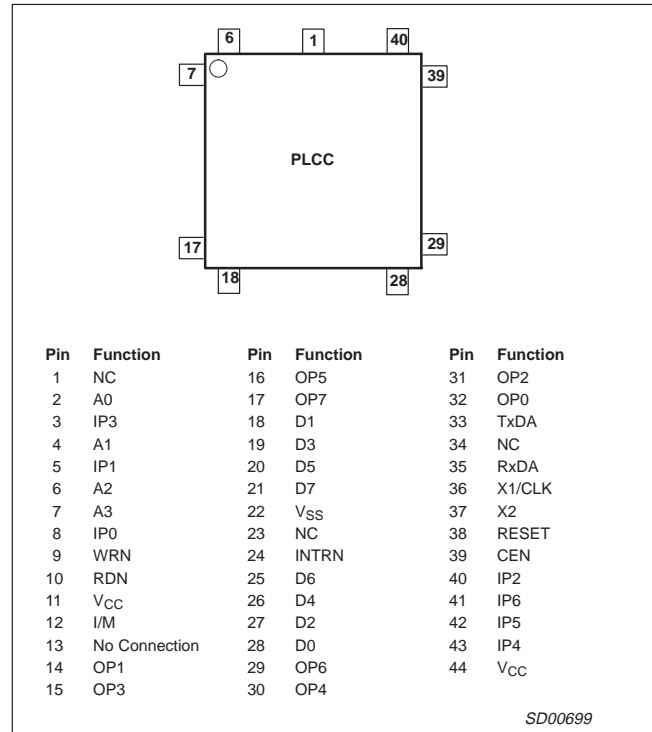 6 1 40
7 39
PLCC
17 29
18 28
Pin Function Pin Function Pin Function
1 NC 16 OP5 31 OP2
2 A0 17 OP7 32 OP0
3 IP3 18 D1 33 TxDA
4 A1 19 D3 34 NC
5 IP1 20 D5 35 RxDA
6 A2 21 D7 36 X1/CLK
7 A3 22 VSS 37 X2
8 IP0 23 NC 38 RESET
9 WRN 24 INTRN 39 CEN
10 RDN 25 D6 40 IP2
11 VCC 26 D4 41 IP6
12 I/M 27 D2 42 IP5
13 No Connection 28 D0 43 IP4
14 OP1 29 OP6 44 VCC
15 OP3 30 OP4
SD00699